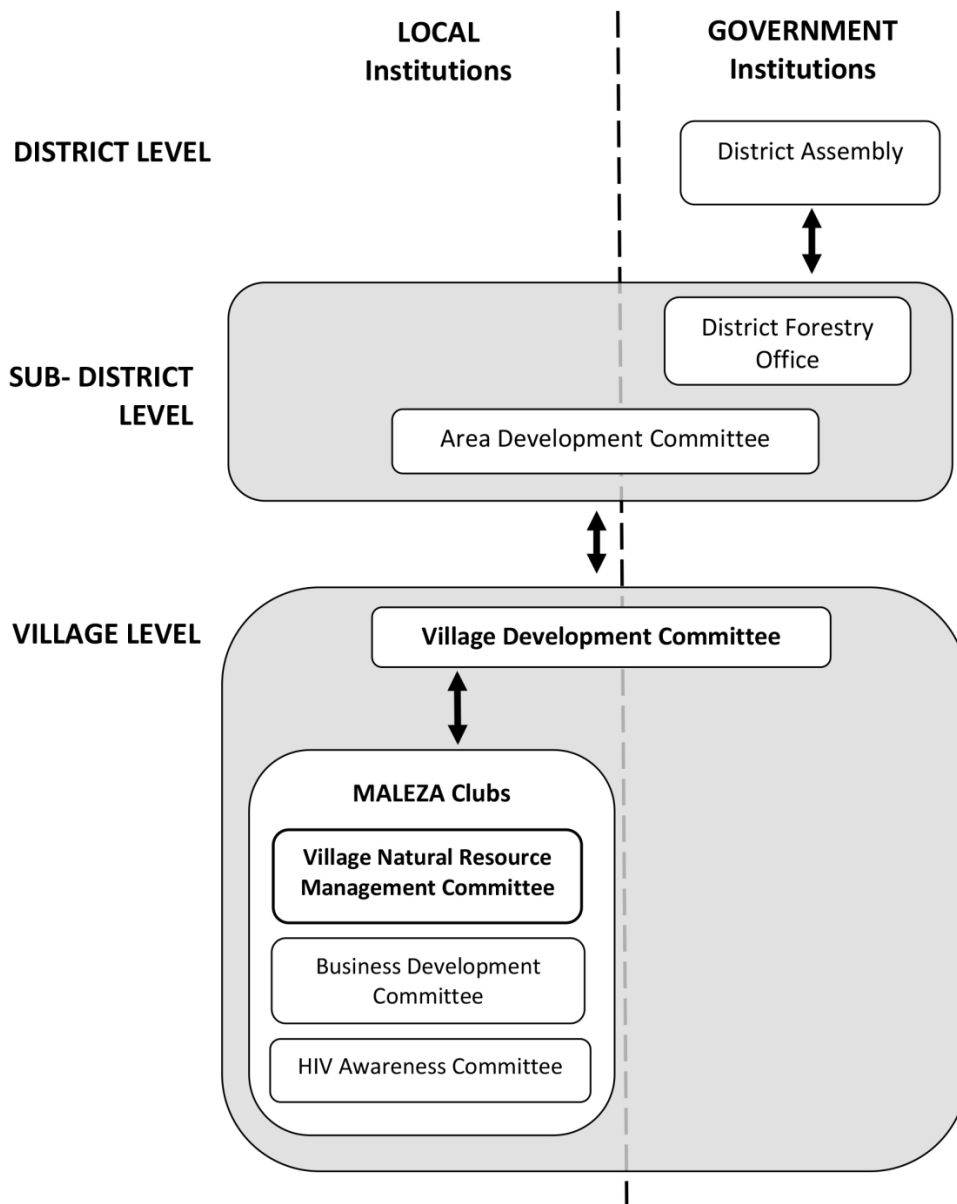 LOCAL
Institutions
GOVERNMENT
Institutions
DISTRICT LEVEL
District Assembly
SUB- DISTRICT
LEVEL
District Forestry
Office
Area Development Committee
VILLAGE LEVEL
Village Development Committee
MALEZA Clubs
Village Natural Resource
Management Committee
Business Development
Committee
HIV Awareness Committee